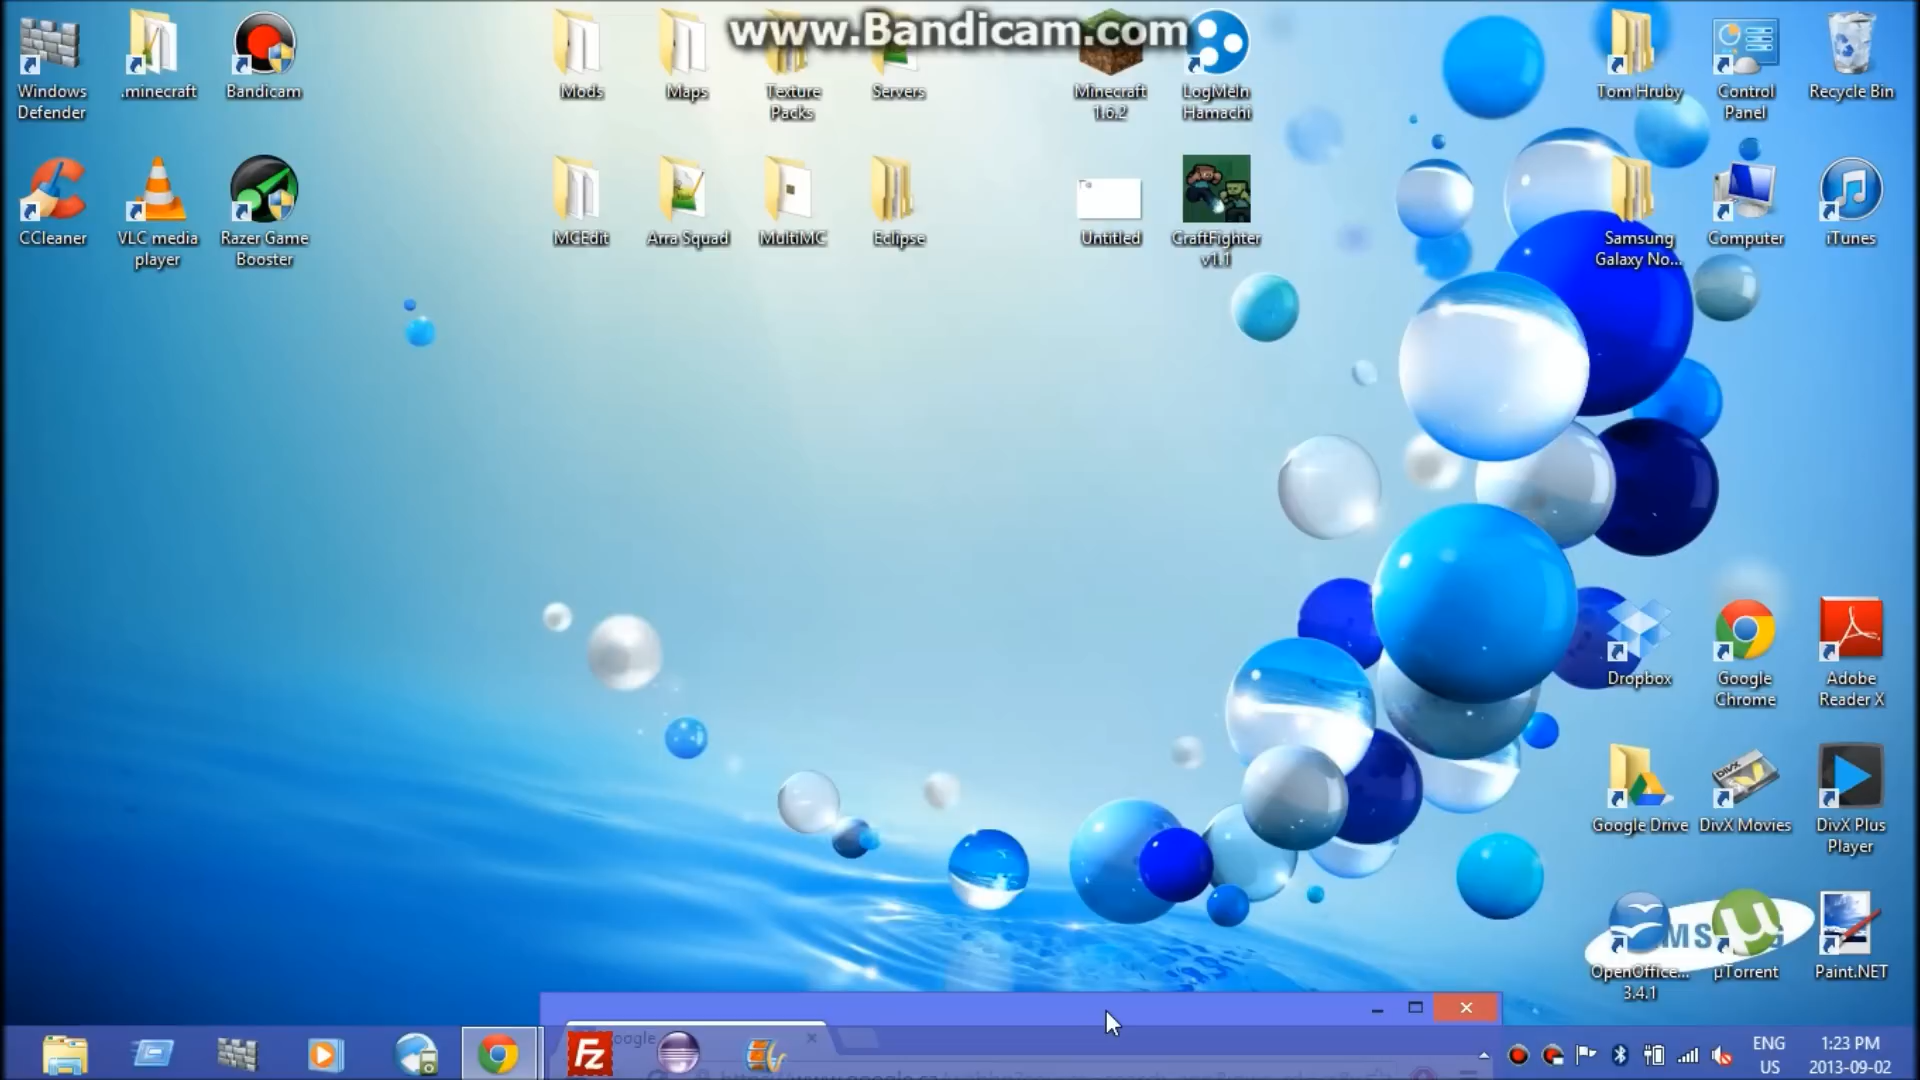 www.Bandicam.com
Windows
Defender
.minecraft
Bandicam
Mods
Maps
Texture
Packs
Servers
Minecraft
1.6.2
LogMeIn
Hamachi
Tom Hruby
Control
Panel
Recycle Bin
CCleaner
VLC media
player
Razer Game
Booster
MCEdit
Arra Squad
MultiMC
Eclipse
Untitled
CraftFighter
v1.1
Samsung
Galaxy No...
Computer
iTunes
Dropbox
Google
Chrome
Adobe
Reader X
Google Drive
DivX Movies
DivX Plus
Player
OpenOffice...
3.4.1
µTorrent
Paint.NET
ENG
US
1:23 PM
2013-09-02